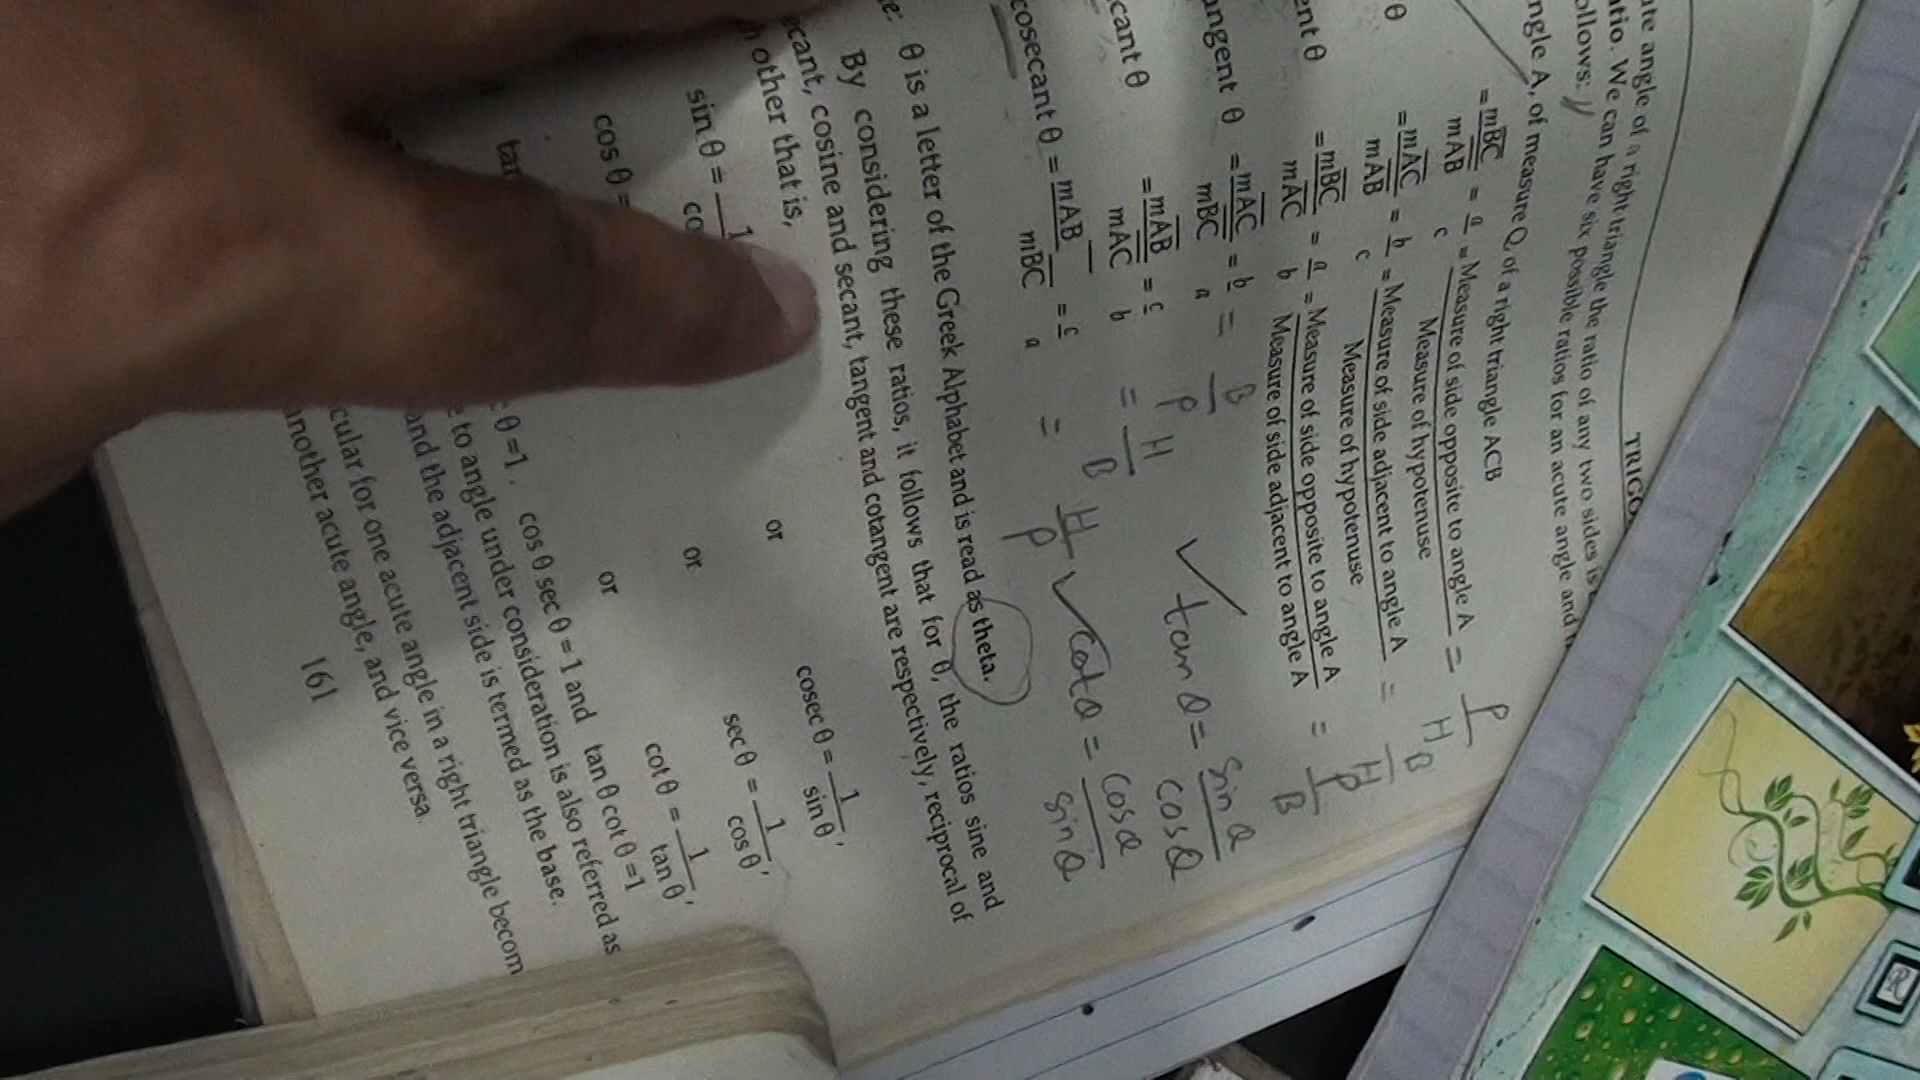 TRIGO
ute angle of a right triangle the ratio of any two sides is
atio. We can have six possible ratios for an acute angle and
ollows:
ngle A, of measure Q, of a right triangle ACB
= mBC / mAB = a / c = Measure of side opposite to angle A / Measure of hypotenuse = P / H
θ = mAC / mAB = b / c = Measure of side adjacent to angle A / Measure of hypotenuse = B / H
ent θ = mBC / mAC = a / b = Measure of side opposite to angle A / Measure of side adjacent to angle A = P / B
angent θ = mAC / mBC = b / a = B / P ✓ tan θ = sin θ / cos θ
cant θ = mAB / mAC = c / b = H / B
cosecant θ = mAB / mBC = c / a = H / P ✓ cot θ = cos θ / sin θ
e: θ is a letter of the Greek Alphabet and is read as theta.
By considering these ratios, it follows that for θ, the ratios sine and
ecant, cosine and secant, tangent and cotangent are respectively, reciprocal of
h other that is,
sin θ = 1 / co or cosec θ = 1 / sin θ,
cos θ = or sec θ = 1 / cos θ,
tan or cot θ = 1 / tan θ,
θ =1, cos θ sec θ = 1 and tan θ cot θ =1
e to angle under consideration is also referred as
and the adjacent side is termed as the base.
cular for one acute angle in a right triangle becom
another acute angle, and vice versa.
161